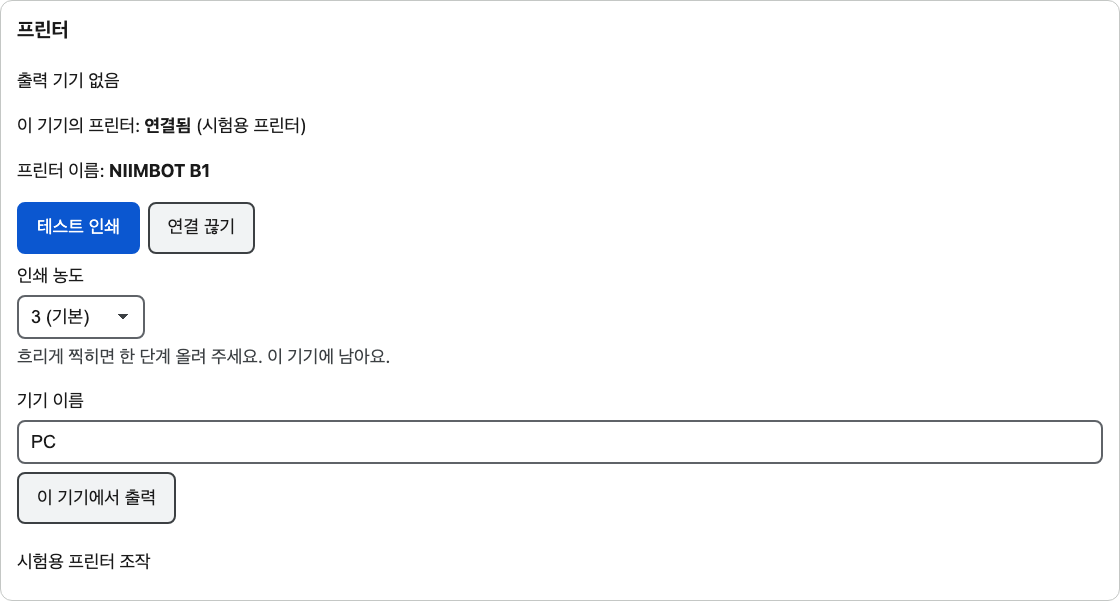 프린터
출력 기기 없음
이 기기의 프린터: 연결됨 (시험용 프린터)
프린터 이름: NIIMBOT B1
테스트 인쇄 연결 끊기
인쇄 농도
3 (기본)
흐리게 찍히면 한 단계 올려 주세요. 이 기기에 남아요.
기기 이름
PC
이 기기에서 출력
시험용 프린터 조작